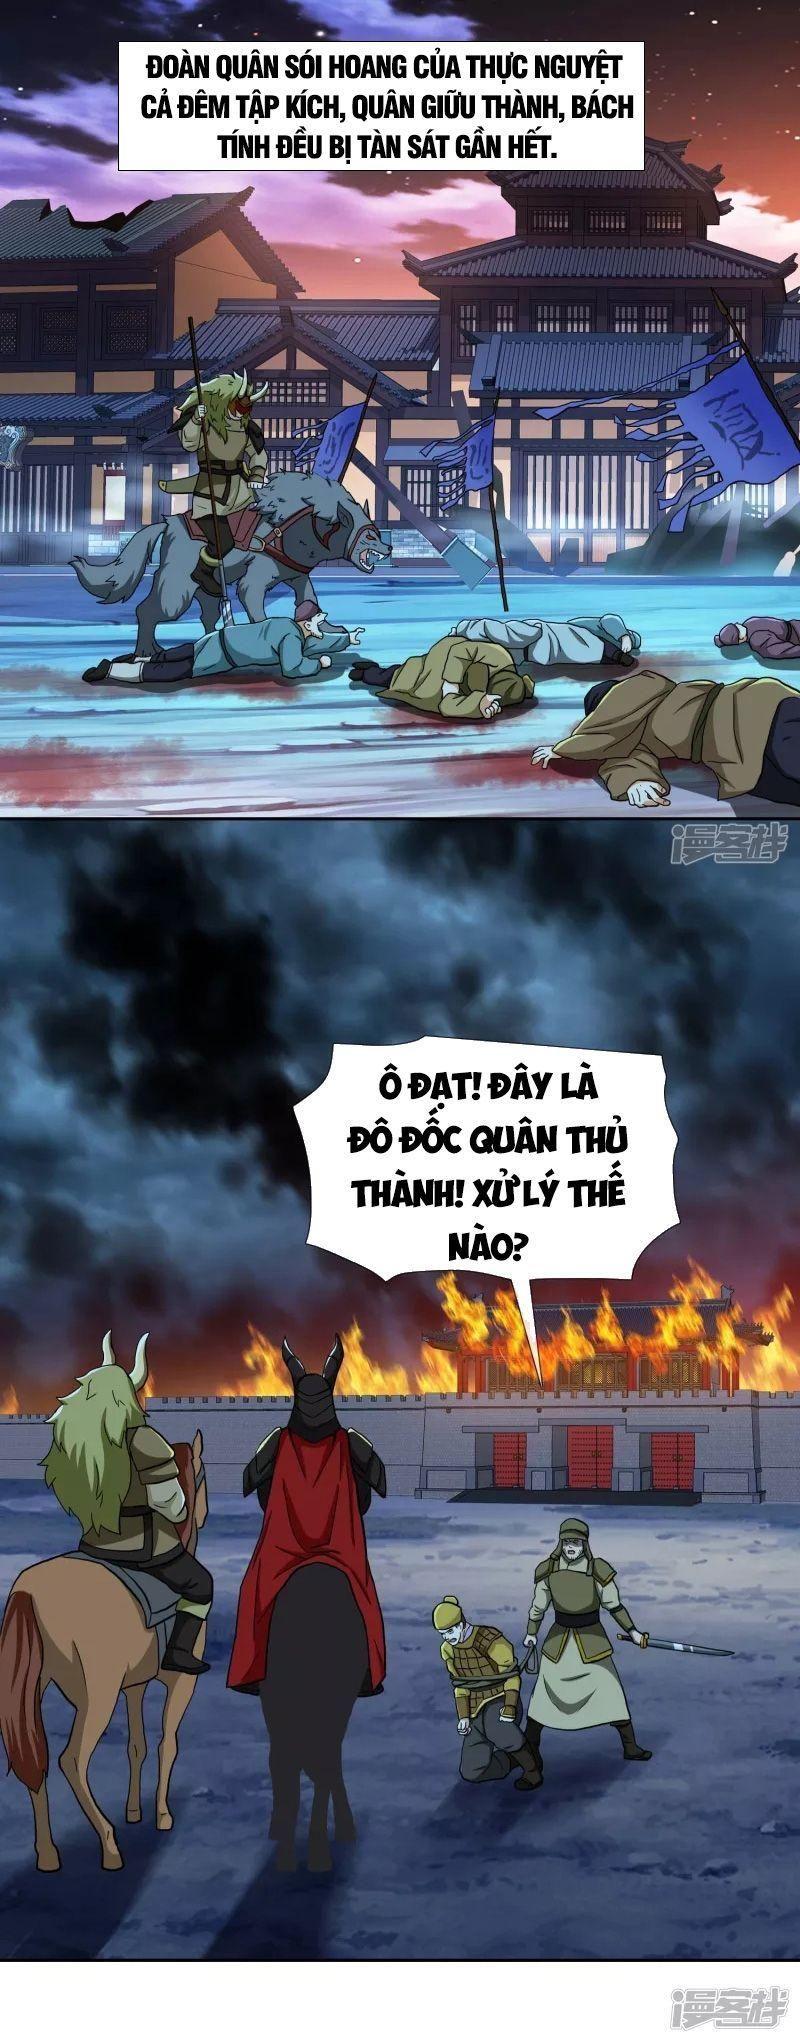 ĐOÀN QUÂN SÓI HOANG CỦA THỰC NGUYỆT
CẢ ĐÊM TẬP KÍCH, QUÂN GIỮU THÀNH, BÁCH
TÍNH ĐỀU BỊ TÀN SÁT GẦN HẾT.
漫客栈
Ô ĐẠT! ĐÂY LÀ
ĐÔ ĐỐC QUÂN THỦ
THÀNH! XỬ LÝ THẾ
NÀO?
漫客栈